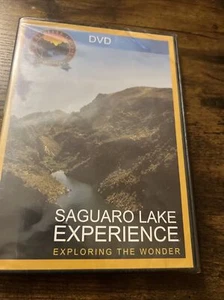 DVD
SAGUARO LAKE
EXPERIENCE
EXPLORING THE WONDER